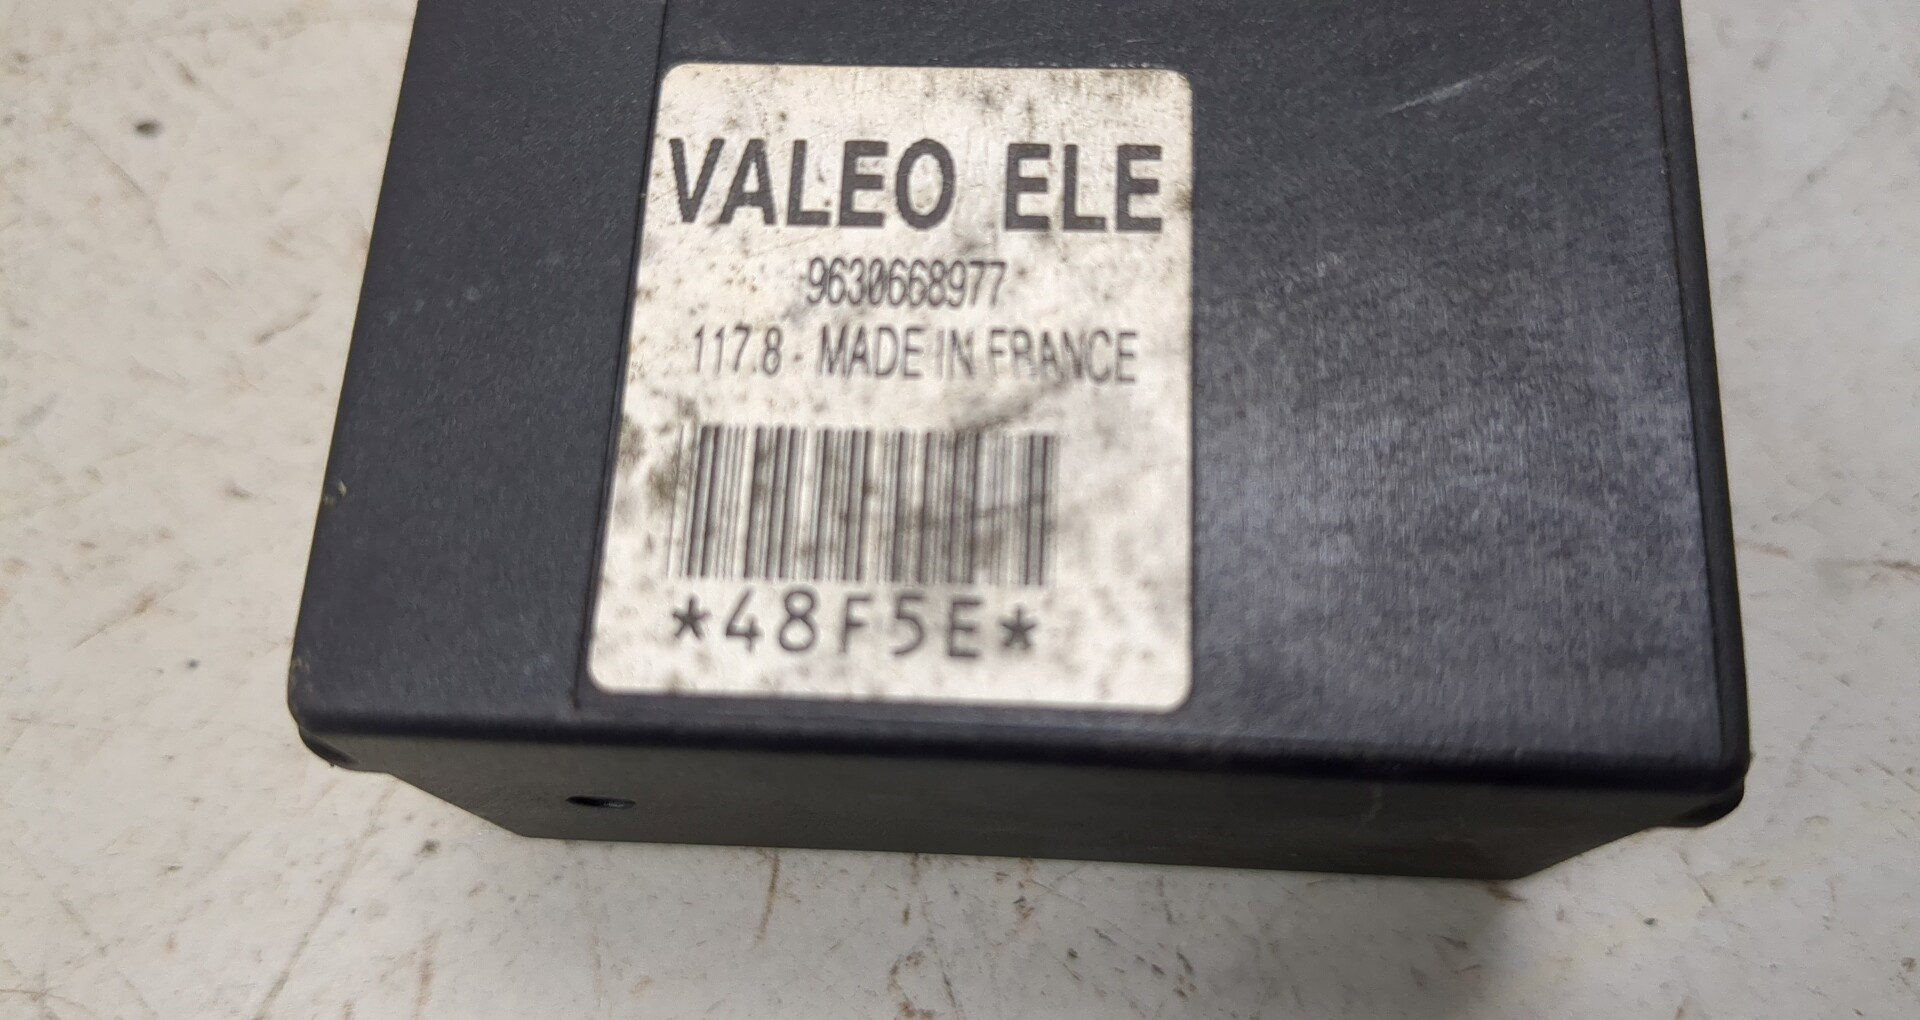 VALEO ELE
9630668977
117.8 - MADE IN FRANCE
*48F5E*